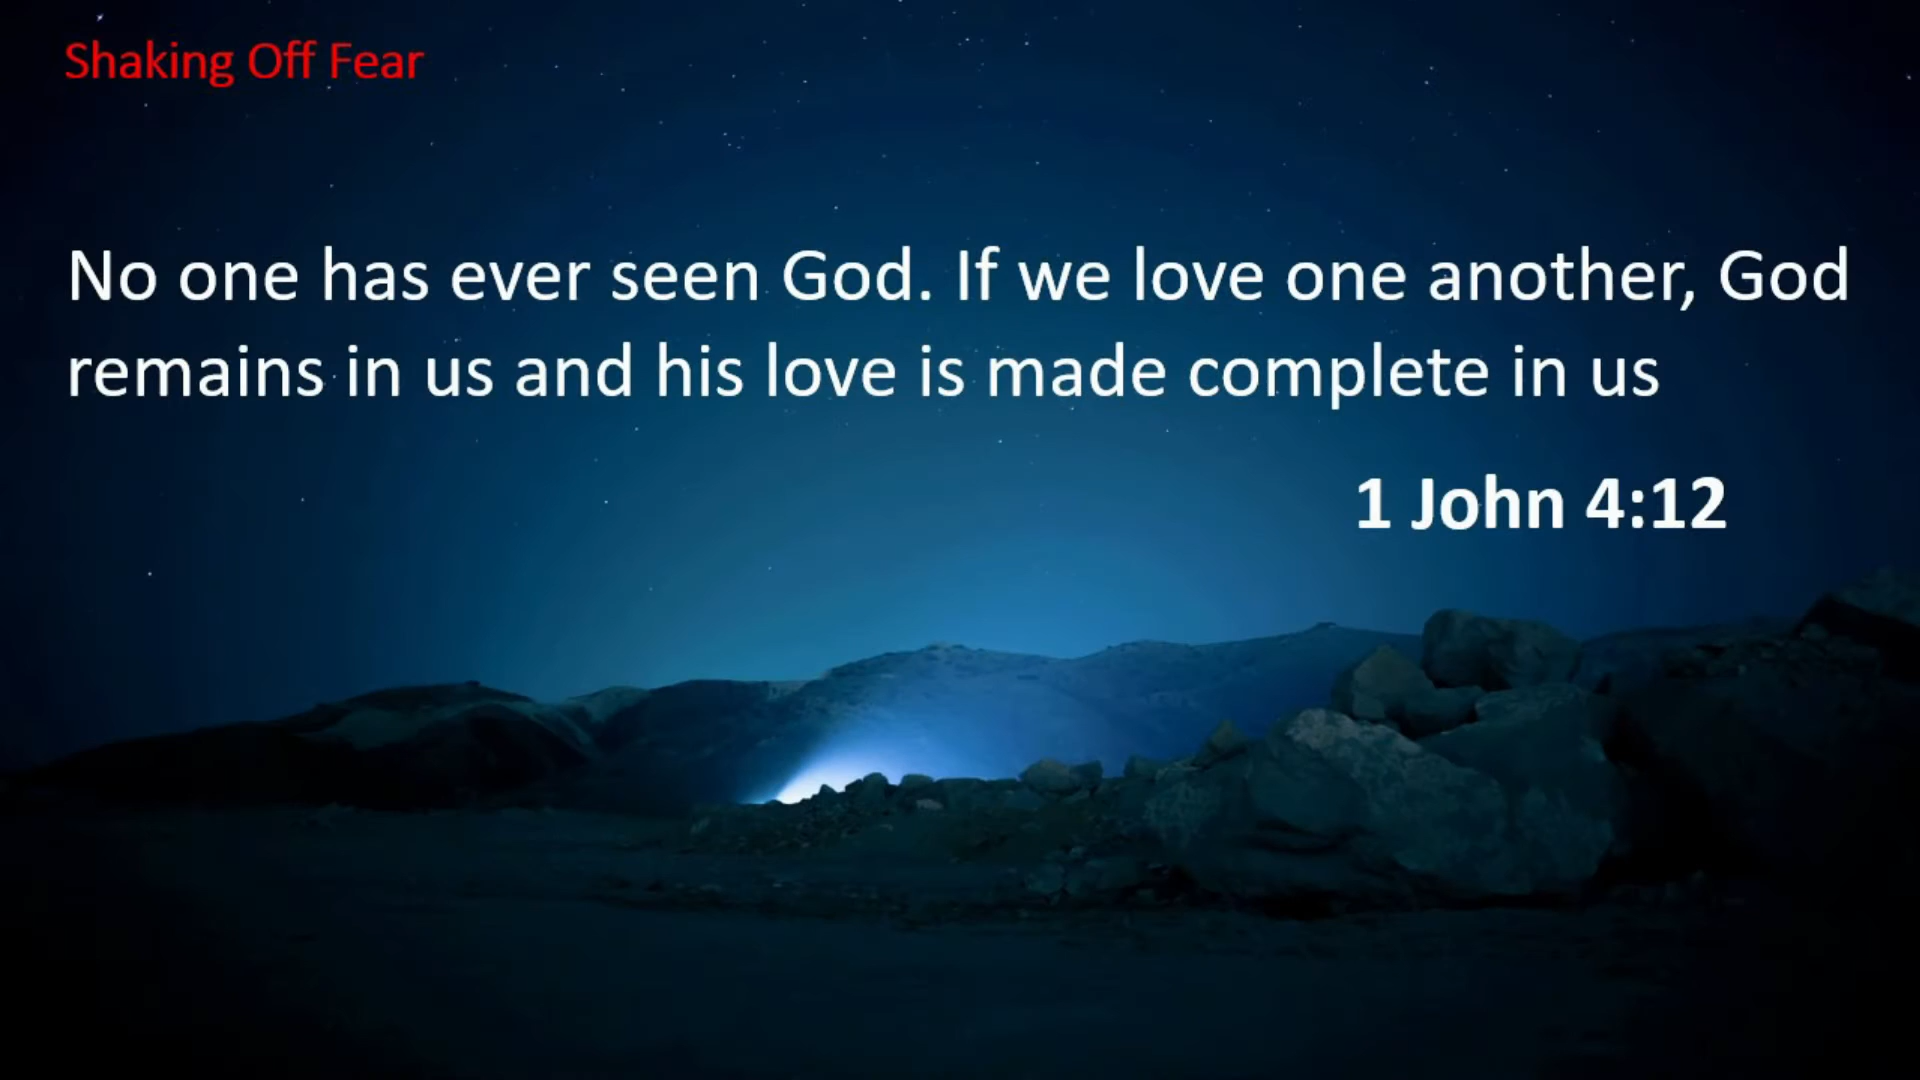 Shaking Off Fear
No one has ever seen God. If we love one another, God
remains in us and his love is made complete in us
1 John 4:12